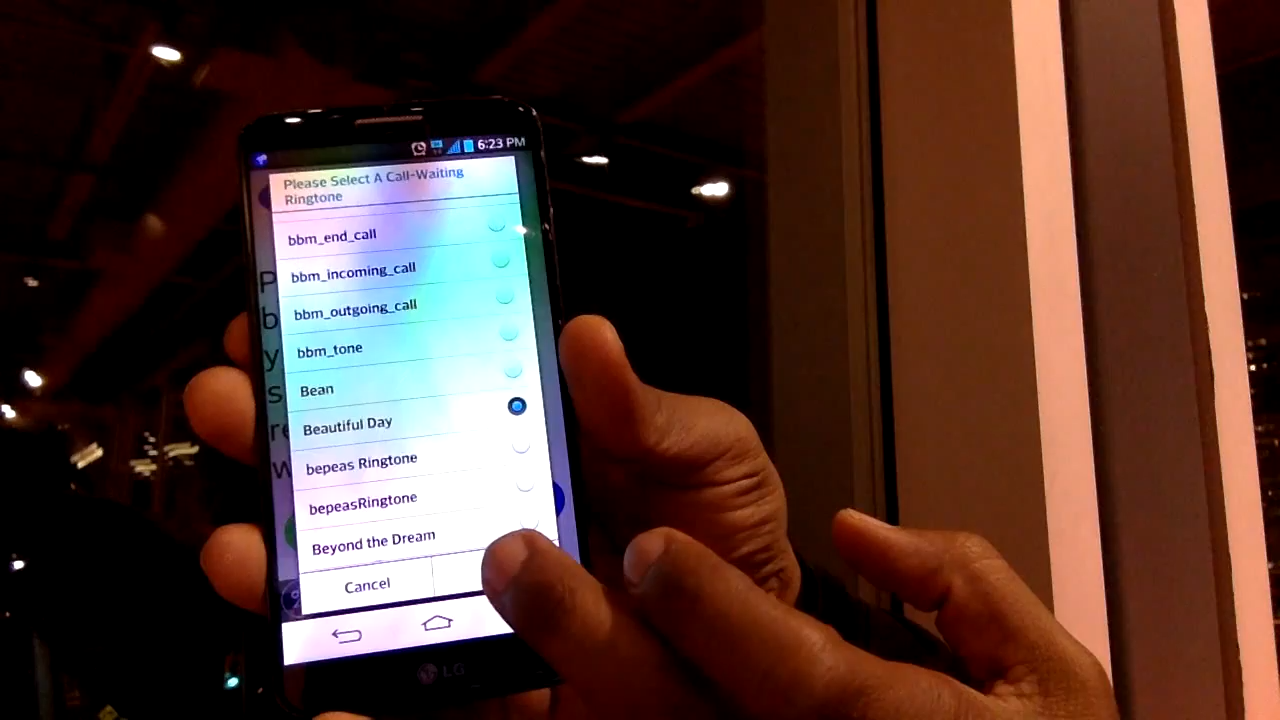 6:23 PM
Please Select A Call-Waiting
Ringtone
bbm_end_call
bbm_incoming_call
bbm_outgoing_call
bbm_tone
Bean
Beautiful Day
bepeas Ringtone
bepeasRingtone
Beyond the Dream
Cancel
P
b
y
s
re
w
LG